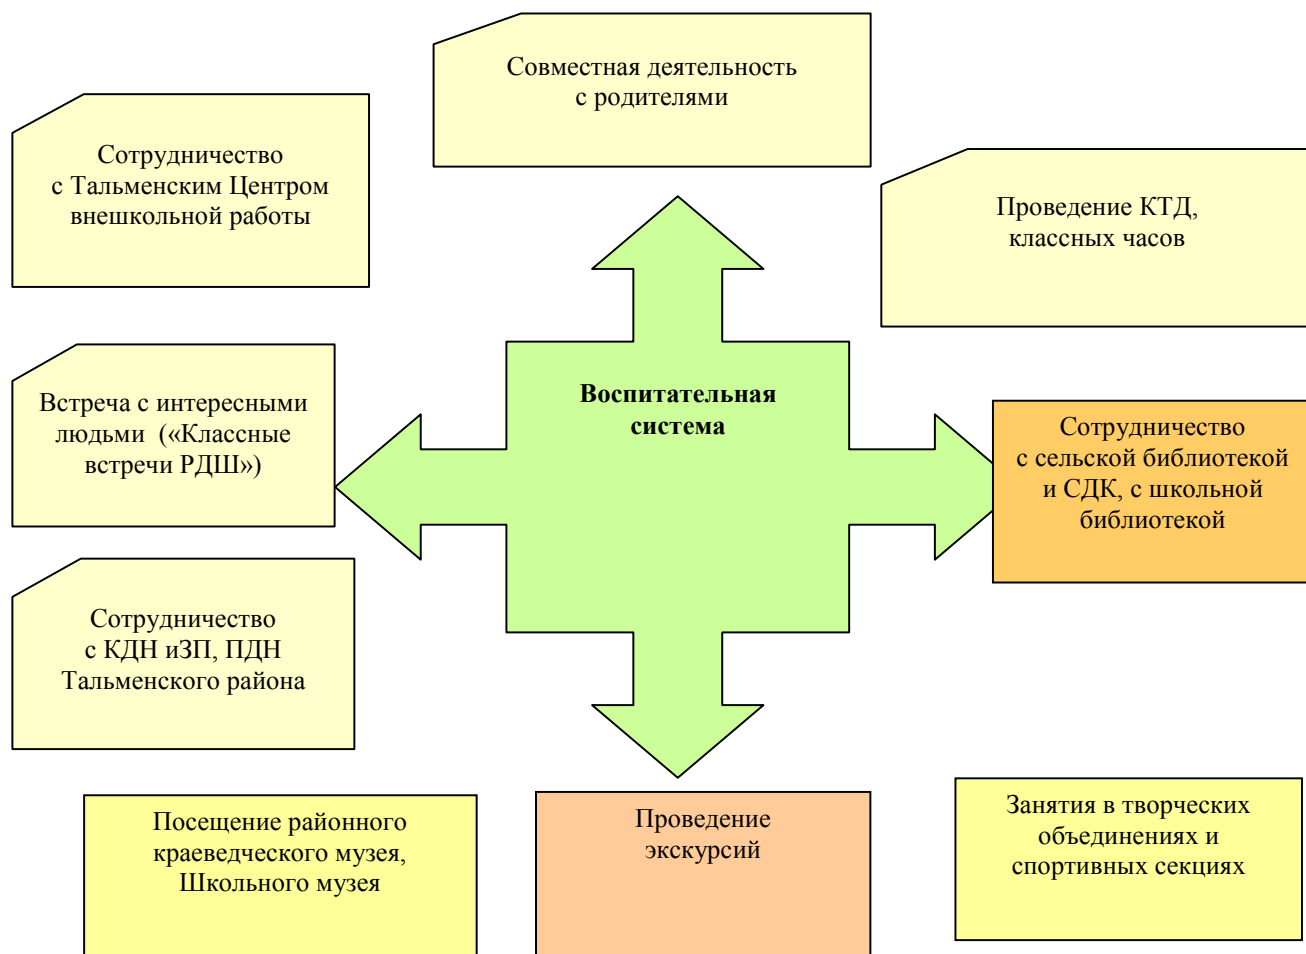 Совместная деятельность
с родителями
Сотрудничество
с Тальменским Центром
внешкольной работы
Проведение КТД,
классных часов
Встреча с интересными
людьми («Классные
встречи РДШ»)
Воспитательная
система
Сотрудничество
с сельской библиотекой
и СДК, с школьной
библиотекой
Сотрудничество
с КДН иЗП, ПДН
Тальменского района
Посещение районного
краеведческого музея,
Школьного музея
Проведение
экскурсий
Занятия в творческих
объединениях и
спортивных секциях